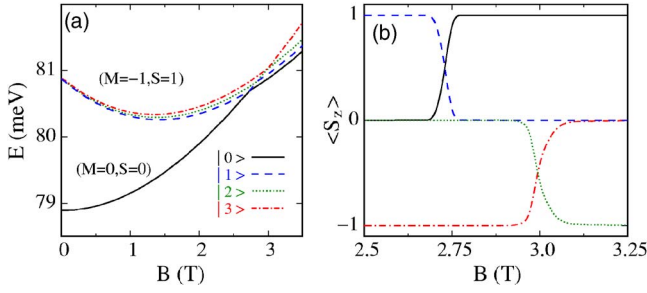 (a)
81
80
79
E (meV)
(M=−1,S=1)
(M=0,S=0)
| 0 >
| 1 >
| 2 >
| 3 >
0
1
2
3
B (T)
(b)
1
0
−1
<S_z>
2.5
2.75
3.0
3.25
B (T)